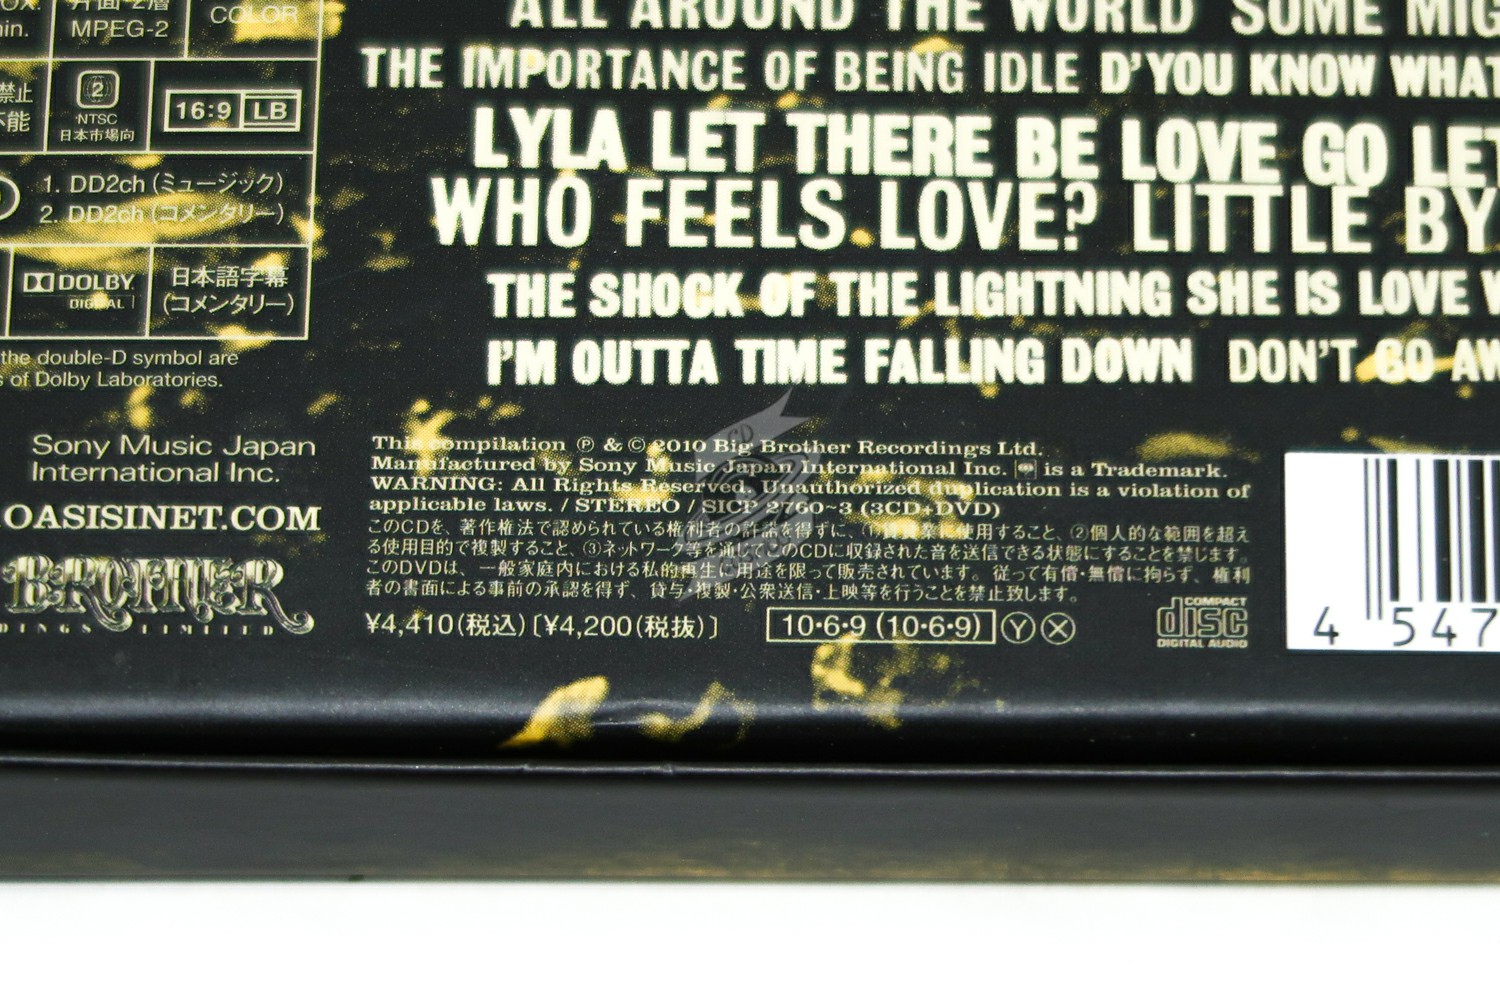 OX. 片面・2層 COLOR
min. MPEG-2
禁止 2 16:9 LB
不能 NTSC
日本市場向
1. DD2ch (ミュージック)
2. DD2ch (コメンタリー)
DOLBY DIGITAL 日本語字幕
(コメンタリー)
the double-D symbol are
s of Dolby Laboratories.
Sony Music Japan
International Inc.
OASISINET.COM
BROTHER
DINGS LIMITED
ALL AROUND THE WORLD SOME MIG
THE IMPORTANCE OF BEING IDLE D'YOU KNOW WHAT
LYLA LET THERE BE LOVE GO LET
WHO FEELS LOVE? LITTLE BY
THE SHOCK OF THE LIGHTNING SHE IS LOVE W
I'M OUTTA TIME FALLING DOWN DON'T GO AW
This compilation ℗ & © 2010 Big Brother Recordings Ltd.
Manufactured by Sony Music Japan International Inc. is a Trademark.
WARNING: All Rights Reserved. Unauthorized duplication is a violation of
applicable laws. / STEREO / SICP 2760~3 (3CD+DVD)
このCDを、著作権法で認められている権利者の許諾を得ずに、①賃貸業に使用すること、②個人的な範囲を超え
る使用目的で複製すること、③ネットワーク等を通じてこのCDに収録された音を送信できる状態にすることを禁じます。
このDVDは、一般家庭内における私的再生に用途を限って販売されています。従って有償・無償に拘らず、権利
者の書面による事前の承認を得ず、貸与・複製・公衆送信・上映等を行うことを禁止致します。
¥4,410(税込)〔¥4,200(税抜)〕 10・6・9 (10・6・9) Ⓨ Ⓧ
COMPACT disc DIGITAL AUDIO
4 547